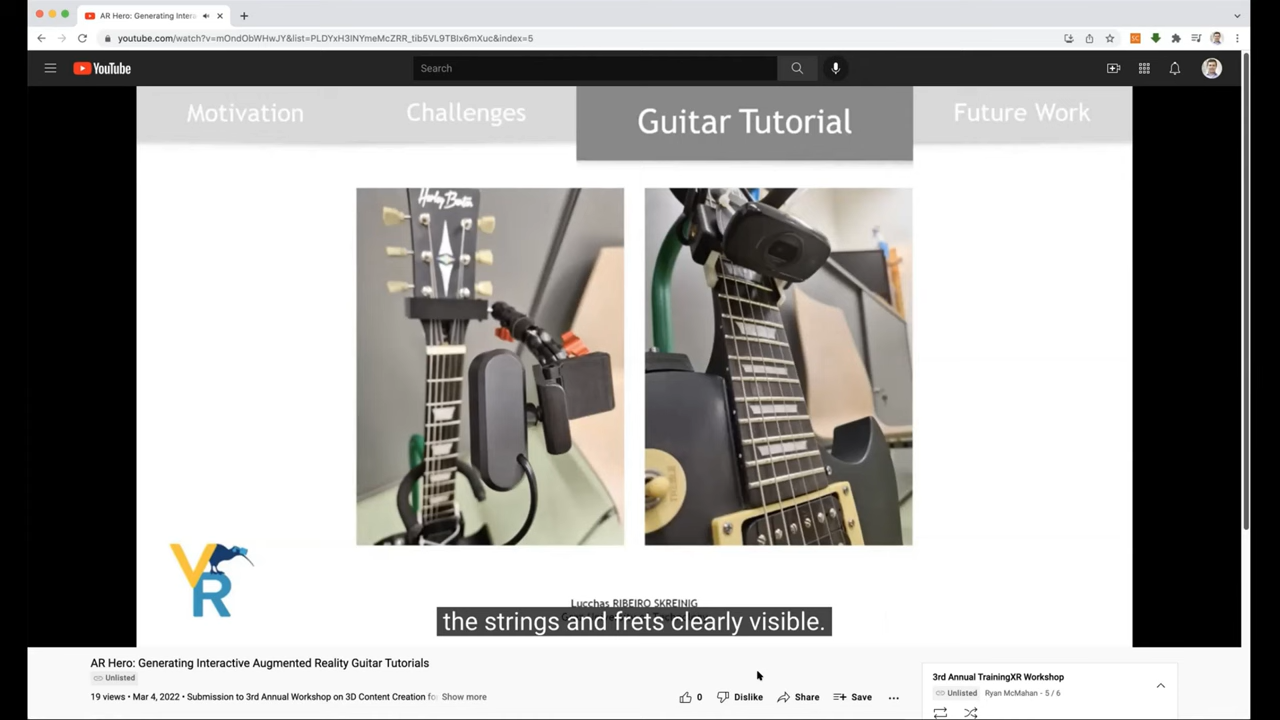 AR Hero: Generating Intera
youtube.com/watch?v=mOndObWHwJY&list=PLDYxH3lNYmeMcZRR_tib5VL9TBIx6mXuc&index=5
YouTube
Search
Motivation
Challenges
Guitar Tutorial
Future Work
Harley Benton
VR
Lucchas RIBEIRO SKREINIG
the strings and frets clearly visible.
AR Hero: Generating Interactive Augmented Reality Guitar Tutorials
Unlisted
19 views • Mar 4, 2022 • Submission to 3rd Annual Workshop on 3D Content Creation fo
Show more
0
Dislike
Share
Save
3rd Annual TrainingXR Workshop
Unlisted
Ryan McMahan - 5 / 6